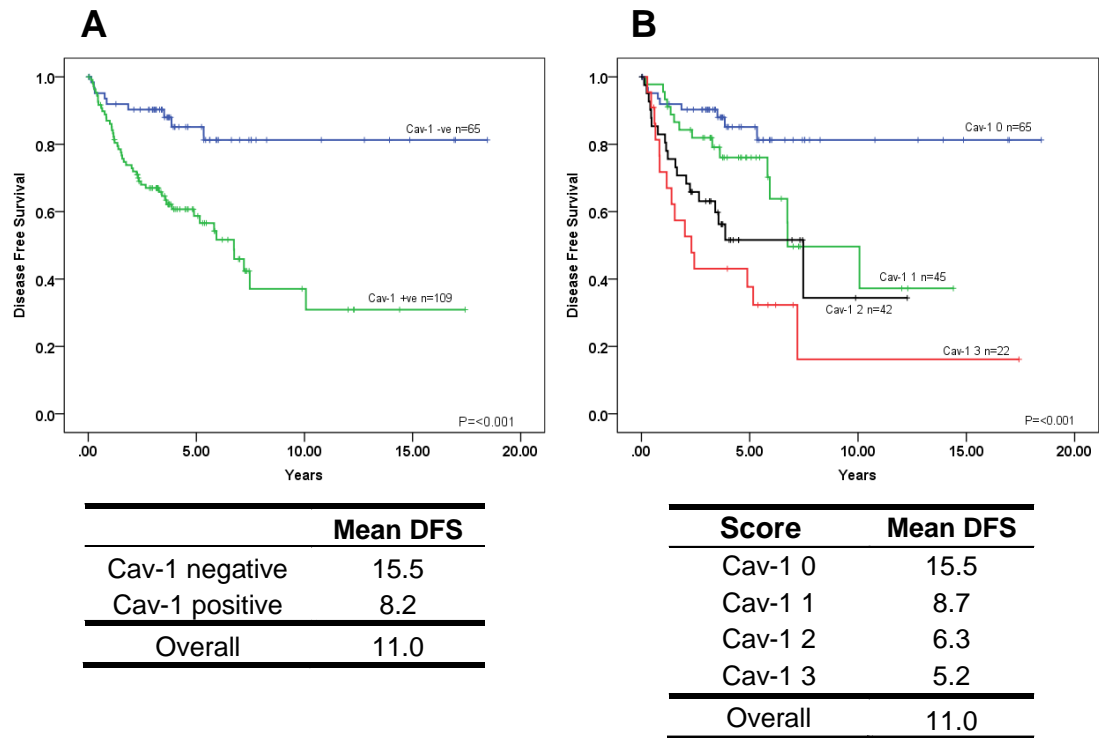 A
Disease Free Survival
1.0
0.8
0.6
0.4
0.2
0.0
Cav-1 -ve n=65
Cav-1 +ve n=109
P=<0.001
.00 5.00 10.00 15.00 20.00
Years
Mean DFS
Cav-1 negative 15.5
Cav-1 positive 8.2
Overall 11.0
B
Disease Free Survival
1.0
0.8
0.6
0.4
0.2
0.0
Cav-1 0 n=65
Cav-1 1 n=45
Cav-1 2 n=42
Cav-1 3 n=22
P=<0.001
.00 5.00 10.00 15.00 20.00
Years
Score Mean DFS
Cav-1 0 15.5
Cav-1 1 8.7
Cav-1 2 6.3
Cav-1 3 5.2
Overall 11.0